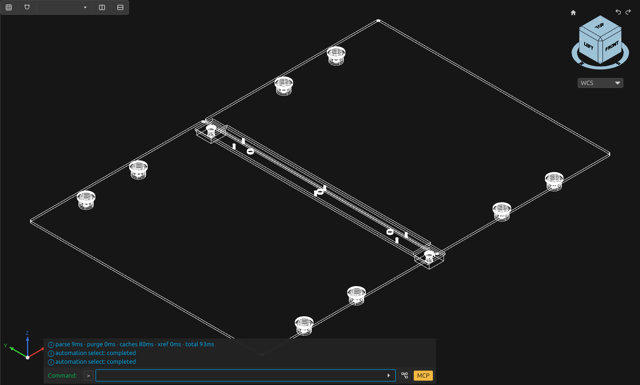 TOP
LEFT
FRONT
WCS
Z
Y
parse 9ms · purge 0ms · caches 80ms · xref 0ms · total 93ms
automation select: completed
automation select: completed
Command:
>
MCP